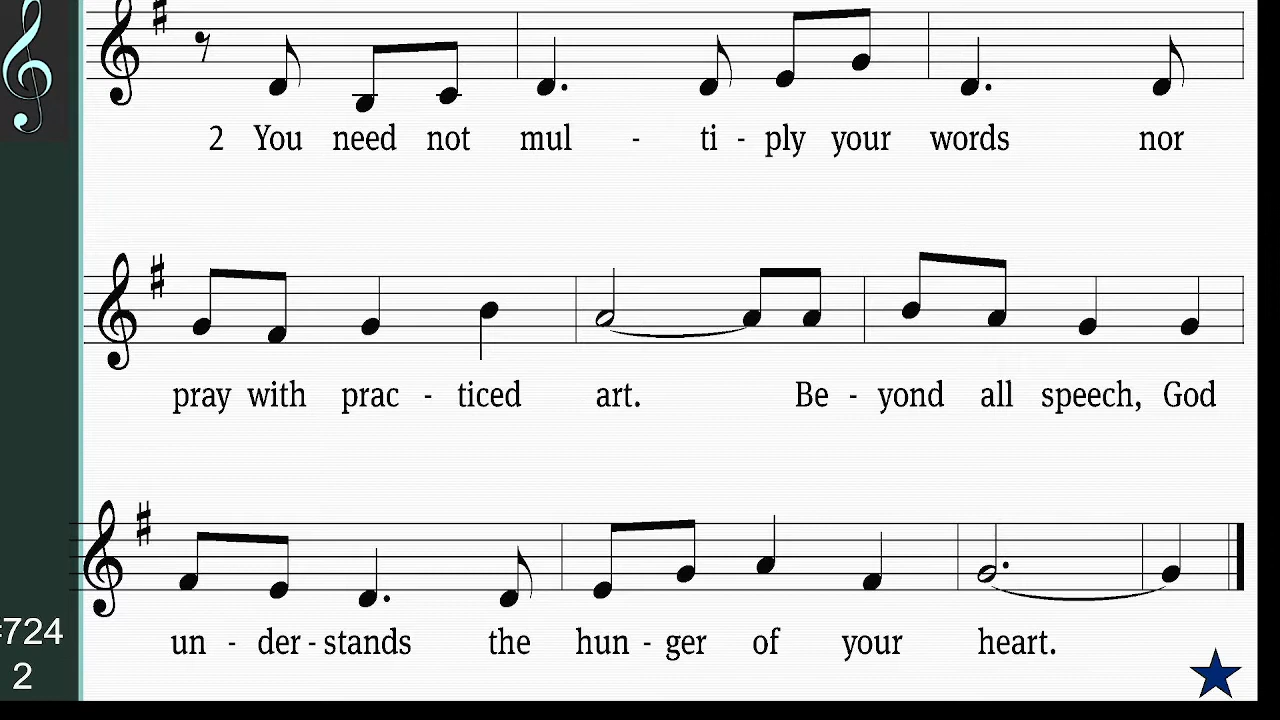 2 You need not mul - ti - ply your words nor
pray with prac - ticed art. Be - yond all speech, God
un - der - stands the hun - ger of your heart.
#724
2